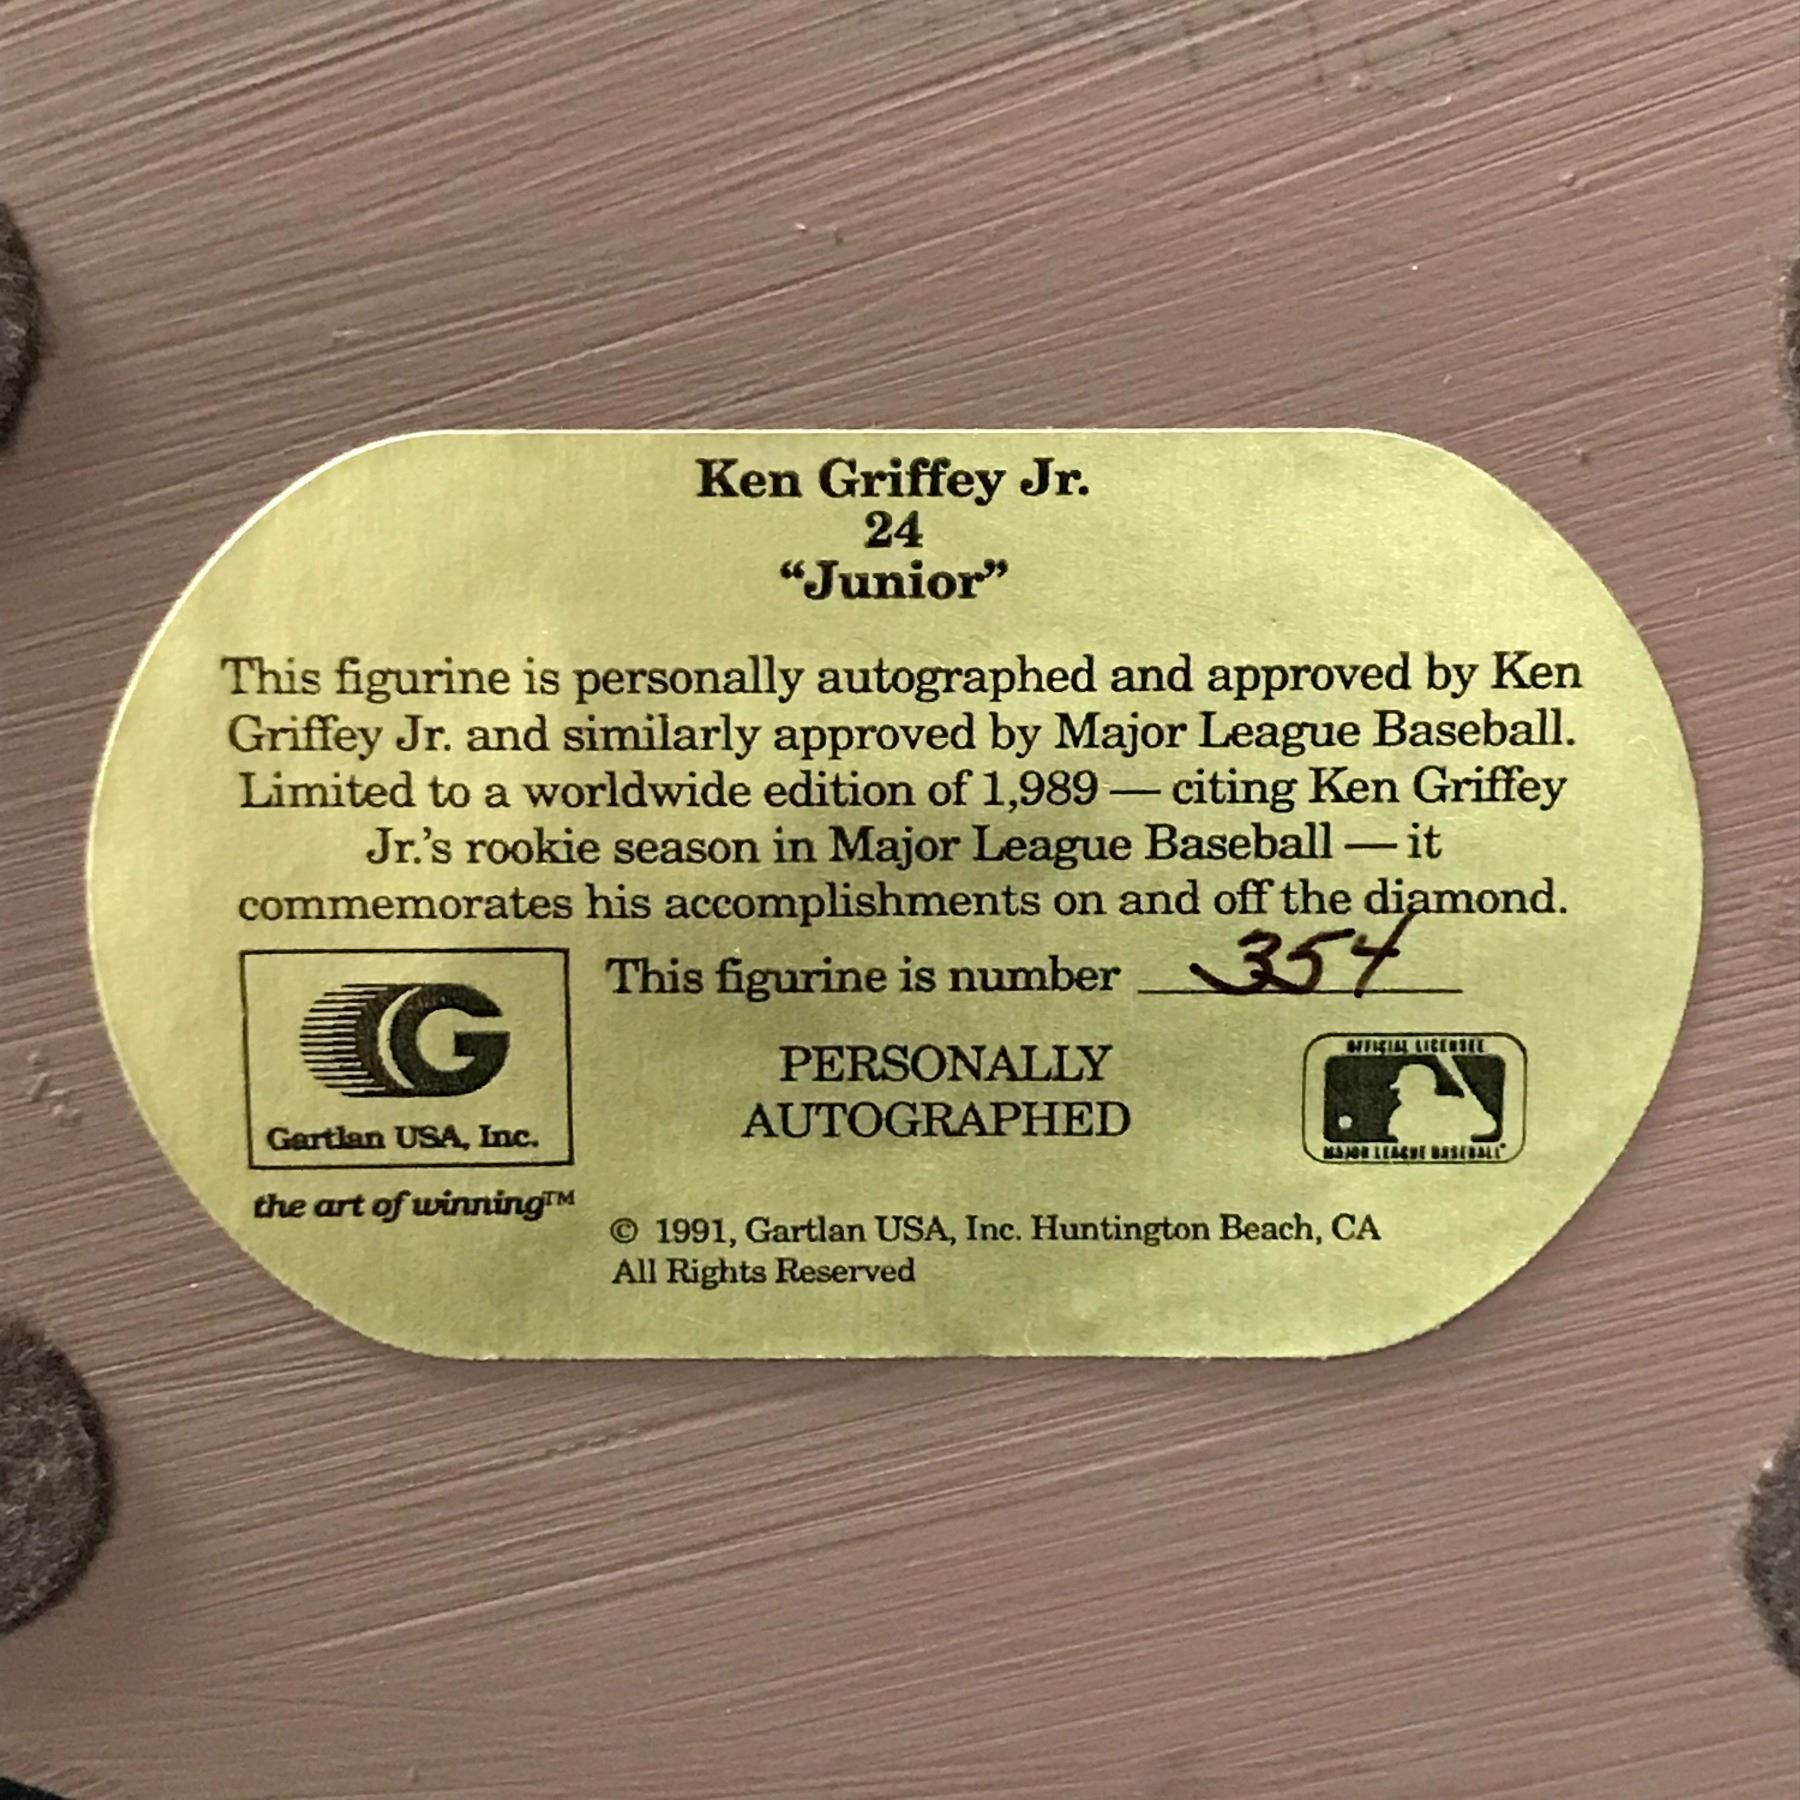 Ken Griffey Jr.
24
“Junior”
This figurine is personally autographed and approved by Ken
Griffey Jr. and similarly approved by Major League Baseball.
Limited to a worldwide edition of 1,989 — citing Ken Griffey
Jr.’s rookie season in Major League Baseball — it
commemorates his accomplishments on and off the diamond.
This figurine is number 354
G
Gartlan USA, Inc.
the art of winning™
PERSONALLY
AUTOGRAPHED
OFFICIAL LICENSEE
MAJOR LEAGUE BASEBALL
© 1991, Gartlan USA, Inc. Huntington Beach, CA
All Rights Reserved